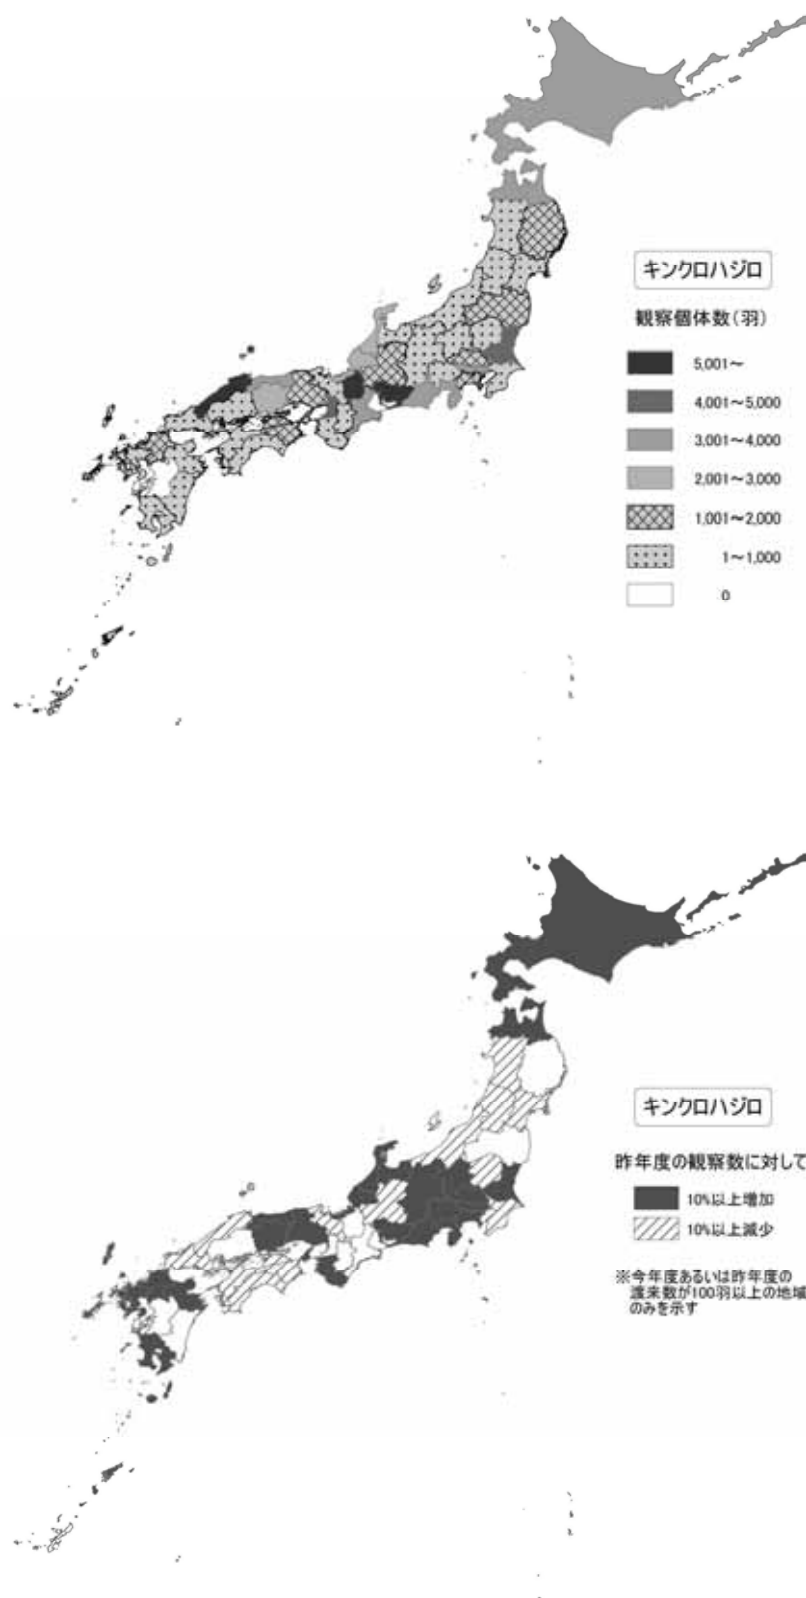 キンクロハジロ
観察個体数(羽)
5,001～
4,001～5,000
3,001～4,000
2,001～3,000
1,001～2,000
1～1,000
0
キンクロハジロ
昨年度の観察数に対して
10%以上増加
10%以上減少
※今年度あるいは昨年度の
渡来数が100羽以上の地域
のみを示す